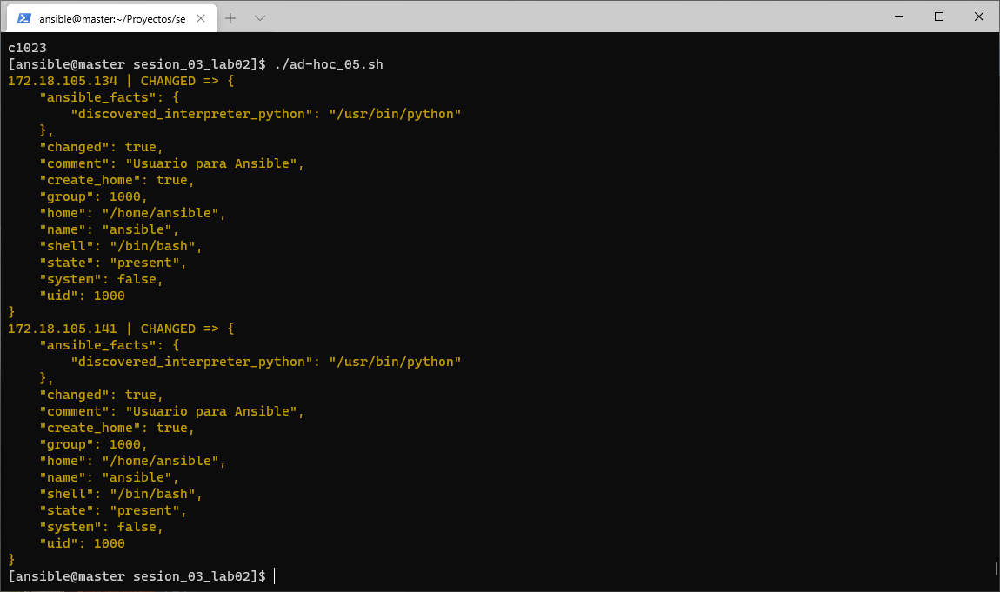 ansible@master:~/Proyectos/se
c1023
[ansible@master sesion_03_lab02]$ ./ad-hoc_05.sh
172.18.105.134 | CHANGED => {
    "ansible_facts": {
        "discovered_interpreter_python": "/usr/bin/python"
    },
    "changed": true,
    "comment": "Usuario para Ansible",
    "create_home": true,
    "group": 1000,
    "home": "/home/ansible",
    "name": "ansible",
    "shell": "/bin/bash",
    "state": "present",
    "system": false,
    "uid": 1000
}
172.18.105.141 | CHANGED => {
    "ansible_facts": {
        "discovered_interpreter_python": "/usr/bin/python"
    },
    "changed": true,
    "comment": "Usuario para Ansible",
    "create_home": true,
    "group": 1000,
    "home": "/home/ansible",
    "name": "ansible",
    "shell": "/bin/bash",
    "state": "present",
    "system": false,
    "uid": 1000
}
[ansible@master sesion_03_lab02]$